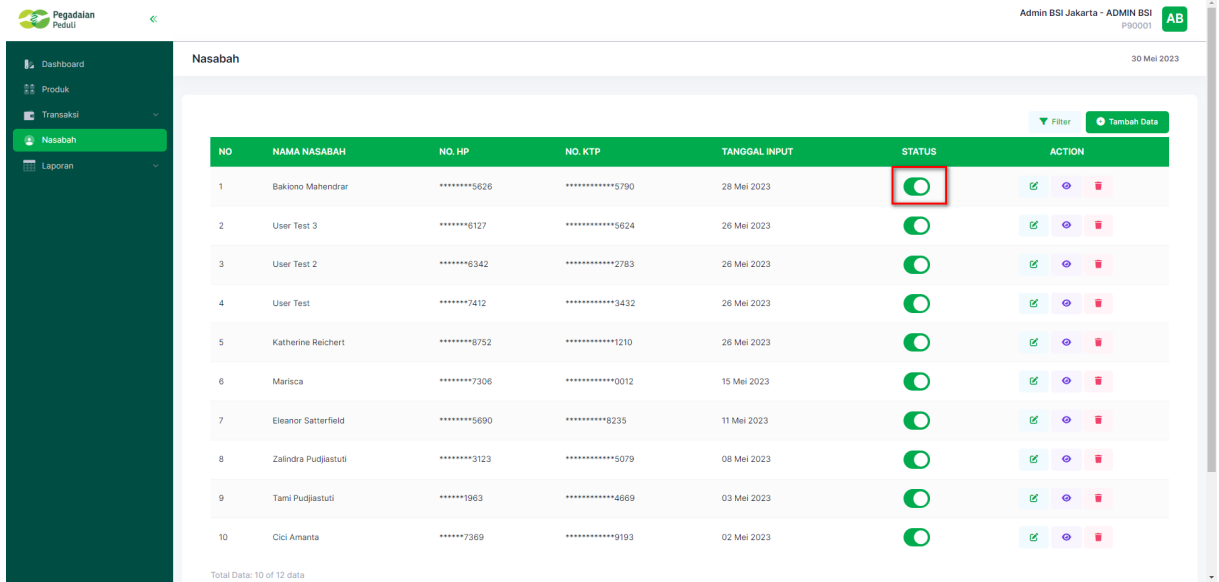 Pegadaian
Peduli
Admin BSI Jakarta - ADMIN BSI
P90001
AB
Dashboard
Produk
Transaksi
Nasabah
Laporan
Nasabah
30 Mei 2023
Filter
Tambah Data
NO NAMA NASABAH NO. HP NO. KTP TANGGAL INPUT STATUS ACTION
1 Bakiono Mahendrar ********5626 ************5790 28 Mei 2023
2 User Test 3 *******6127 ************5624 26 Mei 2023
3 User Test 2 *******6342 ************2783 26 Mei 2023
4 User Test *******7412 ************3432 26 Mei 2023
5 Katherine Reichert ********8752 ************1210 26 Mei 2023
6 Marisca ********7306 ************0012 15 Mei 2023
7 Eleanor Satterfield ********5690 **********8235 11 Mei 2023
8 Zalindra Pudjiastuti ********3123 ************5079 08 Mei 2023
9 Tami Pudjiastuti ******1963 ************4669 03 Mei 2023
10 Cici Amanta ******7369 ************9193 02 Mei 2023
Total Data: 10 of 12 data